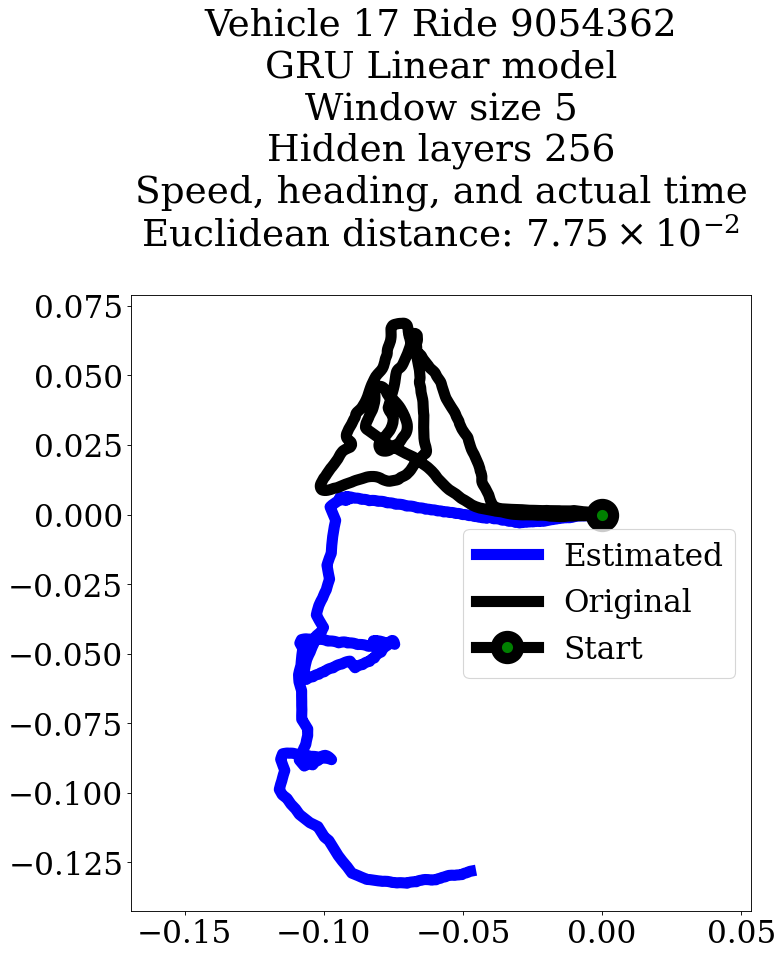 Vehicle 17 Ride 9054362
GRU Linear model
Window size 5
Hidden layers 256
Speed, heading, and actual time
Euclidean distance: 7.75 × 10⁻²
0.075
0.050
0.025
0.000
−0.025
−0.050
−0.075
−0.100
−0.125
Estimated
Original
Start
−0.15
−0.10
−0.05
0.00
0.05